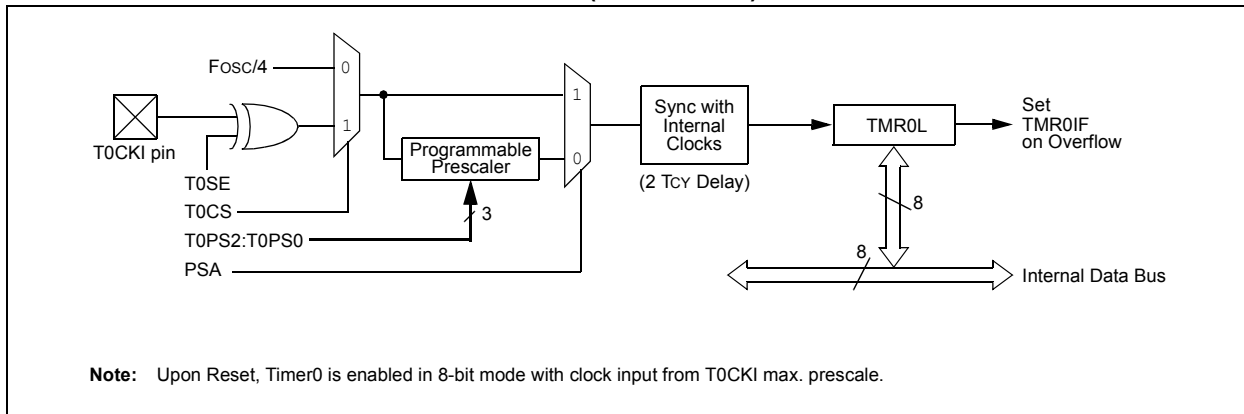 FOSC/4
0
1
T0CKI pin
T0SE
T0CS
T0PS2:T0PS0
PSA
Programmable
Prescaler
3
1
0
Sync with
Internal
Clocks
(2 TCY Delay)
TMR0L
Set
TMR0IF
on Overflow
8
8
Internal Data Bus
Note: Upon Reset, Timer0 is enabled in 8-bit mode with clock input from T0CKI max. prescale.